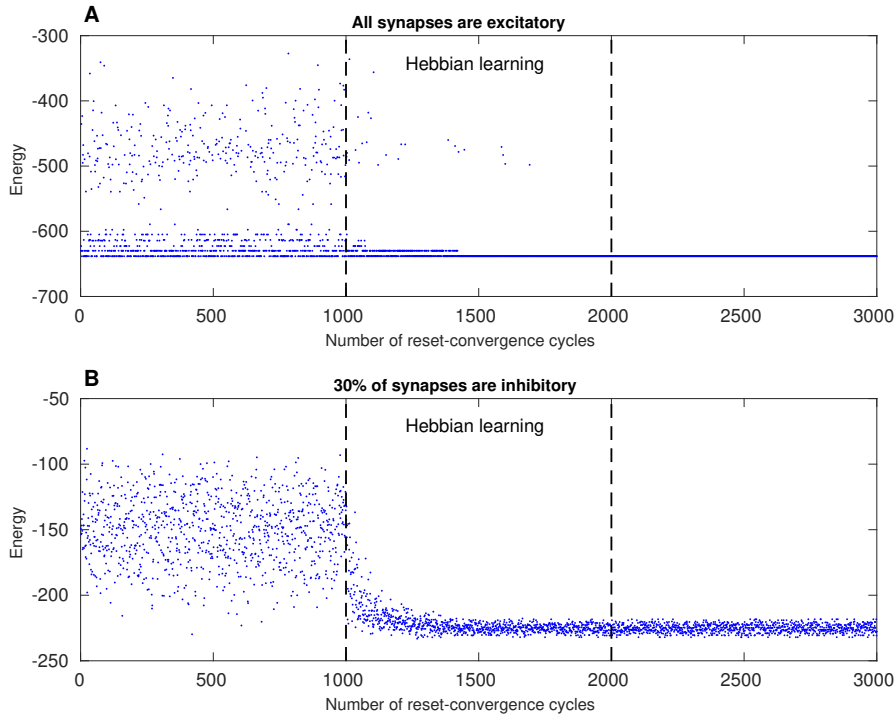 A
All synapses are excitatory
Hebbian learning
-300
-400
-500
-600
-700
Energy
0 500 1000 1500 2000 2500 3000
Number of reset-convergence cycles
B
30% of synapses are inhibitory
Hebbian learning
-50
-100
-150
-200
-250
Energy
0 500 1000 1500 2000 2500 3000
Number of reset-convergence cycles